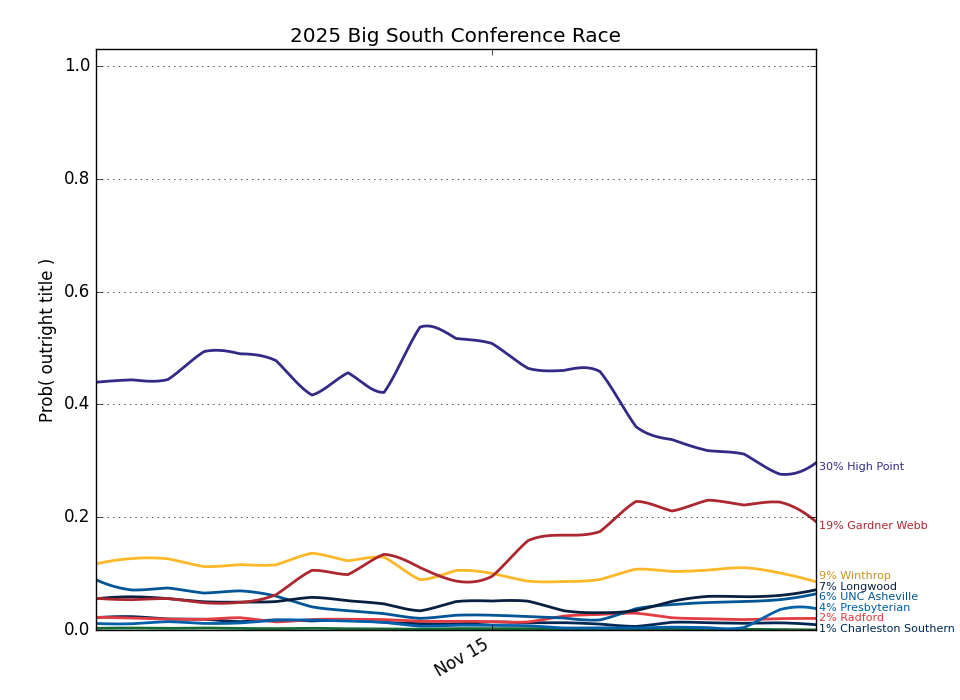 2025 Big South Conference Race
Prob( outright title )
1.0
0.8
0.6
0.4
0.2
0.0
30% High Point
19% Gardner Webb
9% Winthrop
7% Longwood
6% UNC Asheville
4% Presbyterian
2% Radford
1% Charleston Southern
Nov 15